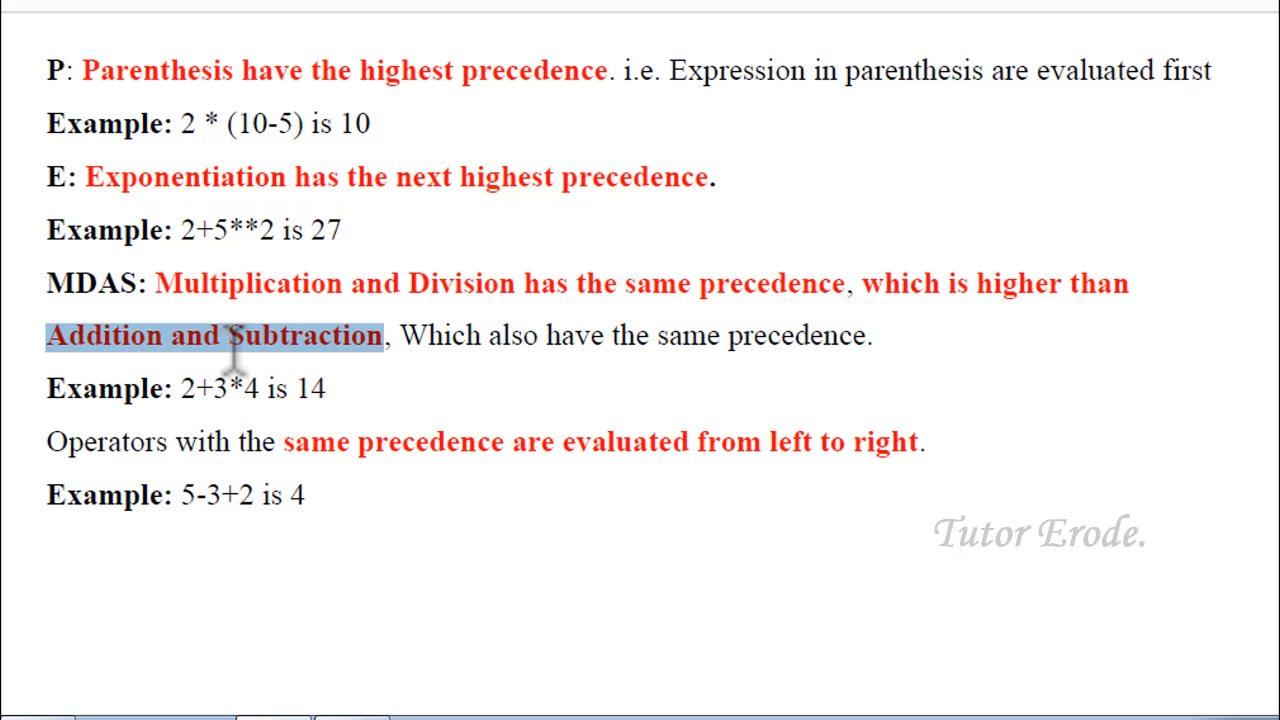 P: Parenthesis have the highest precedence. i.e. Expression in parenthesis are evaluated first
Example: 2 * (10-5) is 10
E: Exponentiation has the next highest precedence.
Example: 2+5**2 is 27
MDAS: Multiplication and Division has the same precedence, which is higher than
Addition and Subtraction, Which also have the same precedence.
Example: 2+3*4 is 14
Operators with the same precedence are evaluated from left to right.
Example: 5-3+2 is 4
Tutor Erode.